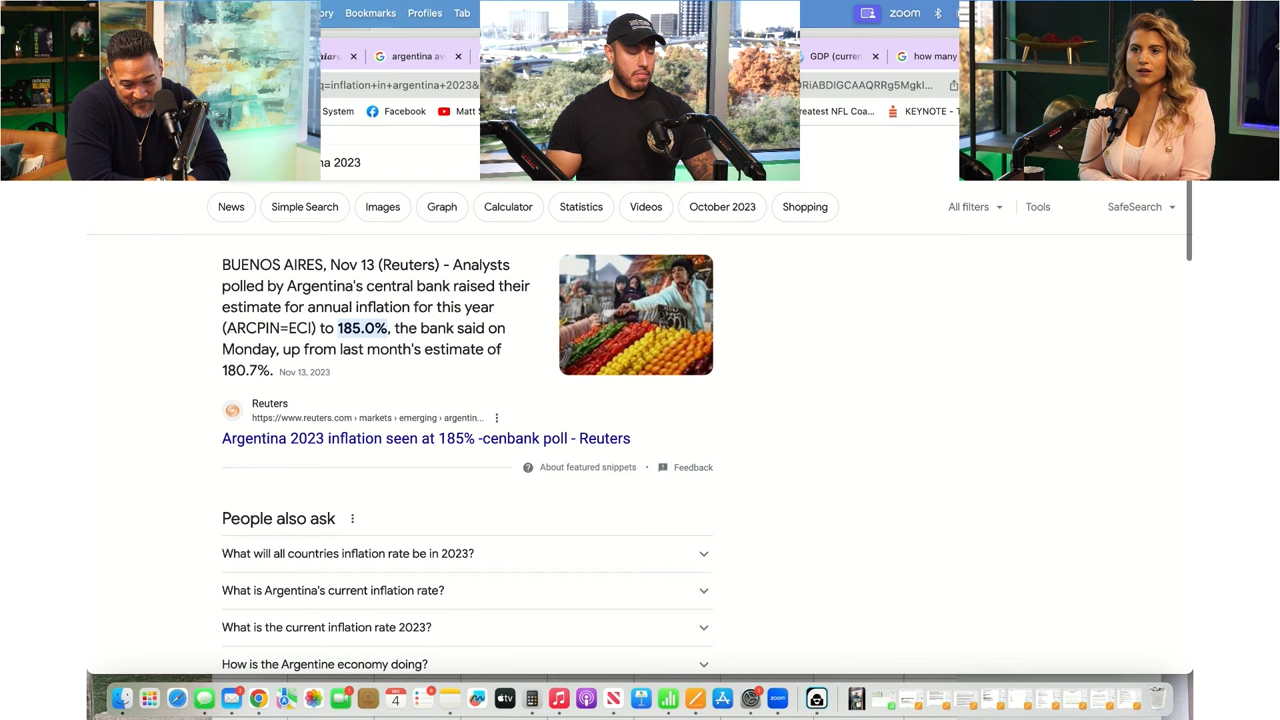 ory Bookmarks Profiles Tab
zoom
argentina av
GDP (curren
how many
q=inflation+in+argentina+2023&
RiABDIGCAAQRRg5MgkI...
System Facebook Matt S
reatest NFL Coa... KEYNOTE - T
na 2023
News Simple Search Images Graph Calculator Statistics Videos October 2023 Shopping All filters Tools SafeSearch
BUENOS AIRES, Nov 13 (Reuters) - Analysts
polled by Argentina's central bank raised their
estimate for annual inflation for this year
(ARCPIN=ECI) to 185.0%, the bank said on
Monday, up from last month's estimate of
180.7%. Nov 13, 2023
Reuters
https://www.reuters.com › markets › emerging › argentin...
Argentina 2023 inflation seen at 185% -cenbank poll - Reuters
About featured snippets · Feedback
People also ask
What will all countries inflation rate be in 2023?
What is Argentina's current inflation rate?
What is the current inflation rate 2023?
How is the Argentine economy doing?
DEC
4
tv
zoom